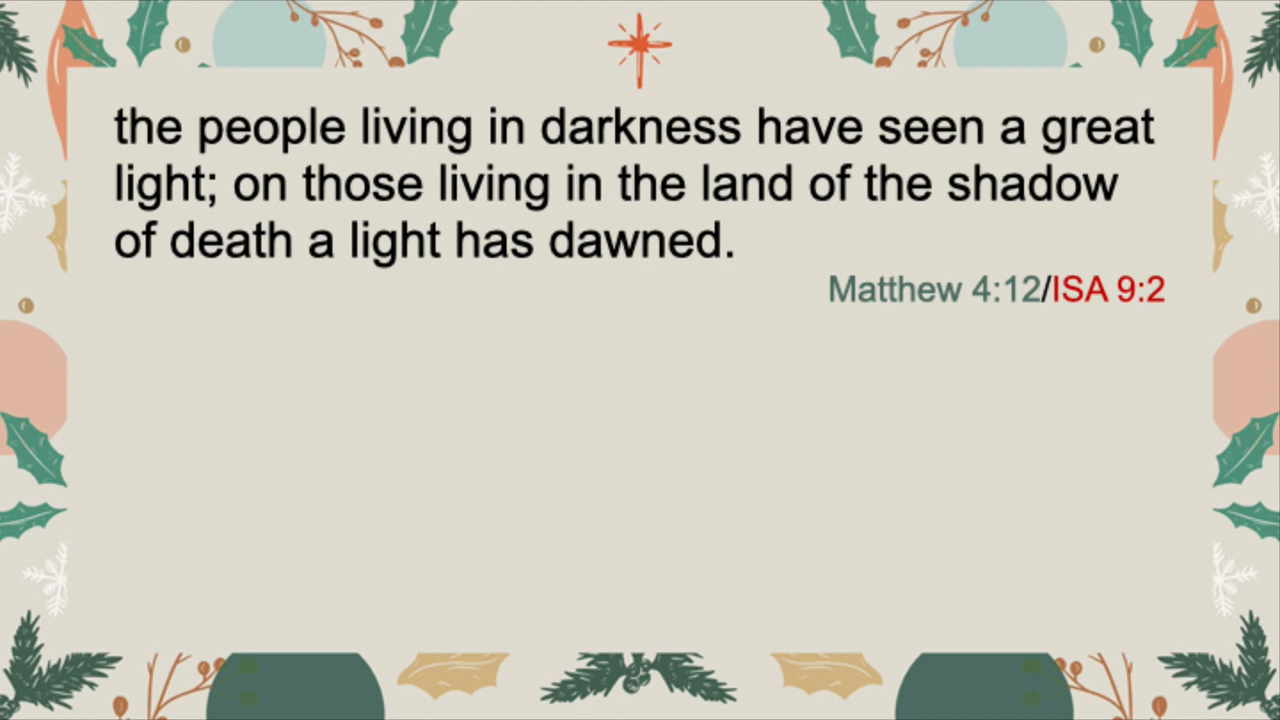 the people living in darkness have seen a great
light; on those living in the land of the shadow
of death a light has dawned.
Matthew 4:12/ISA 9:2